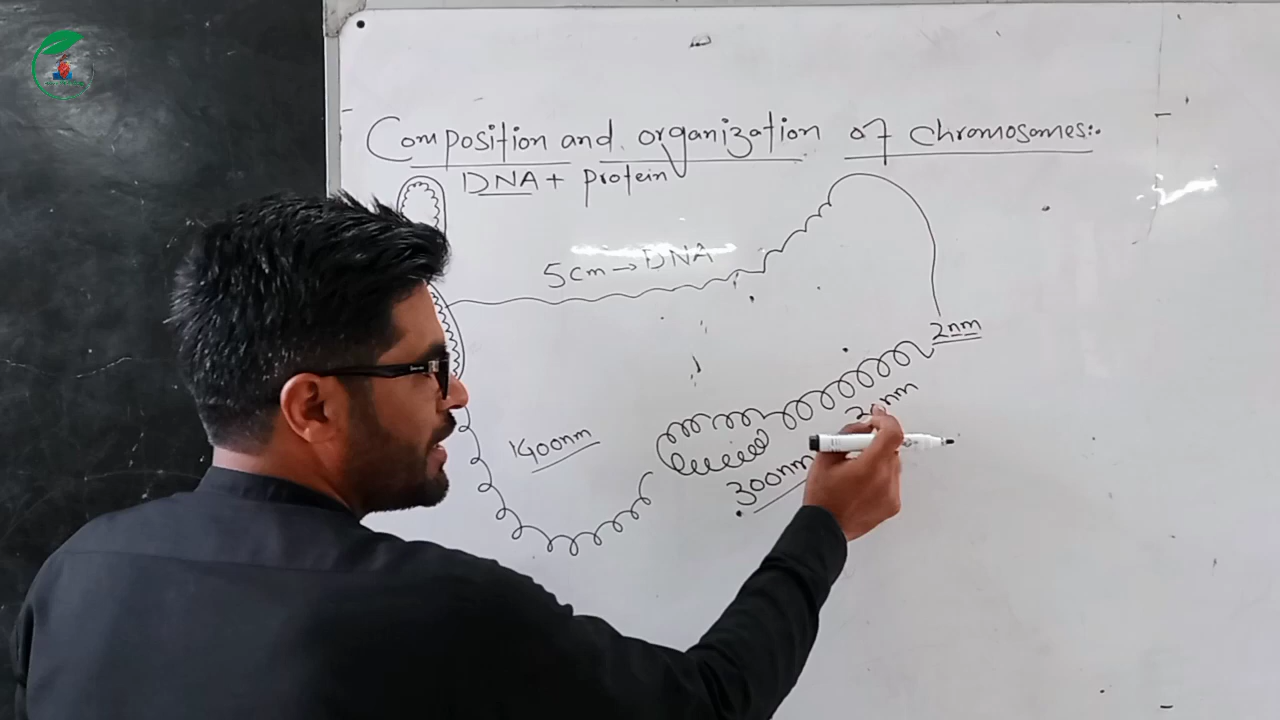 Composition and organization of chromosomes:
DNA + protein
5cm → DNA
2nm
1400nm
300nm